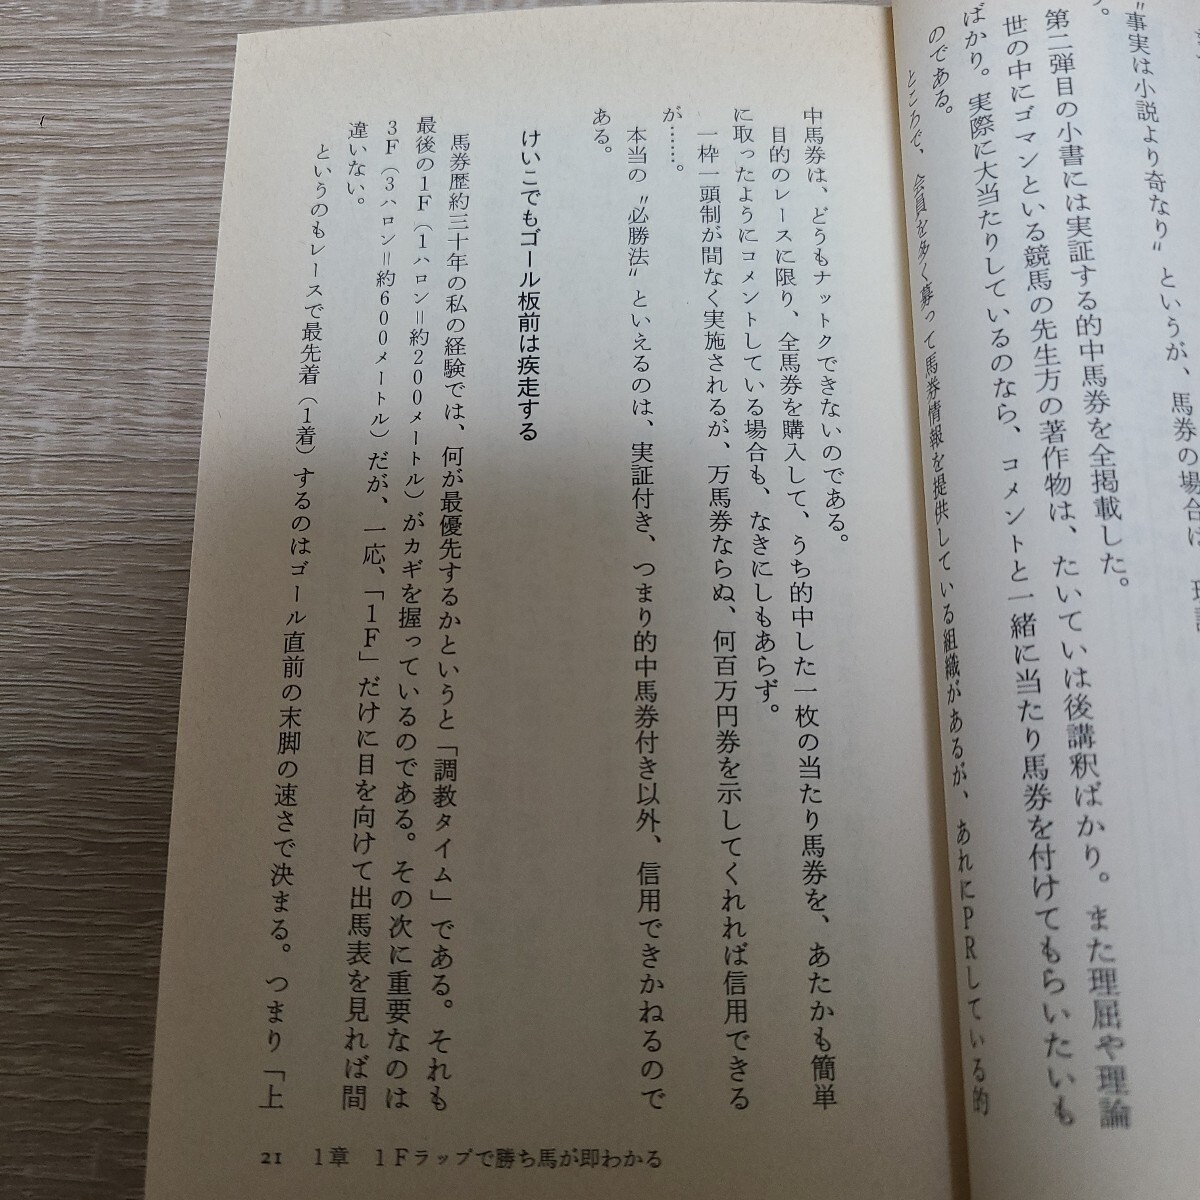 〝事実は小説より奇なり〟というが、馬券の場合は、
第二弾目の小書には実証する的中馬券を全掲載した。
世の中にゴマンといる競馬の先生方の著作物は、たいていは後講釈ばかり。また理屈や理論
ばかり。実際に大当たりしているのなら、コメントと一緒に当たり馬券を付けてもらいたいも
のである。
ところで、会員を多く募って馬券情報を提供している組織があるが、あれにPRしている的
中馬券は、どうもナットクできないのである。
目的のレースに限り、全馬券を購入して、うち的中した一枚の当たり馬券を、あたかも簡単
に取ったようにコメントしている場合も、なきにしもあらず。
一枠一頭制が間なく実施されるが、万馬券ならぬ、何百万円券を示してくれれば信用できる
が……。
本当の〝必勝法〟といえるのは、実証付き、つまり的中馬券付き以外、信用できかねるので
ある。
けいこでもゴール板前は疾走する
馬券歴約三十年の私の経験では、何が最優先するかというと「調教タイム」である。それも
最後の1F（1ハロン＝約200メートル）がカギを握っているのである。その次に重要なのは
3F（3ハロン＝約600メートル）だが、一応、「1F」だけに目を向けて出馬表を見れば間
違いない。
というのもレースで最先着（1着）するのはゴール直前の末脚の速さで決まる。つまり「上
21 1章 1Fラップで勝ち馬が即わかる